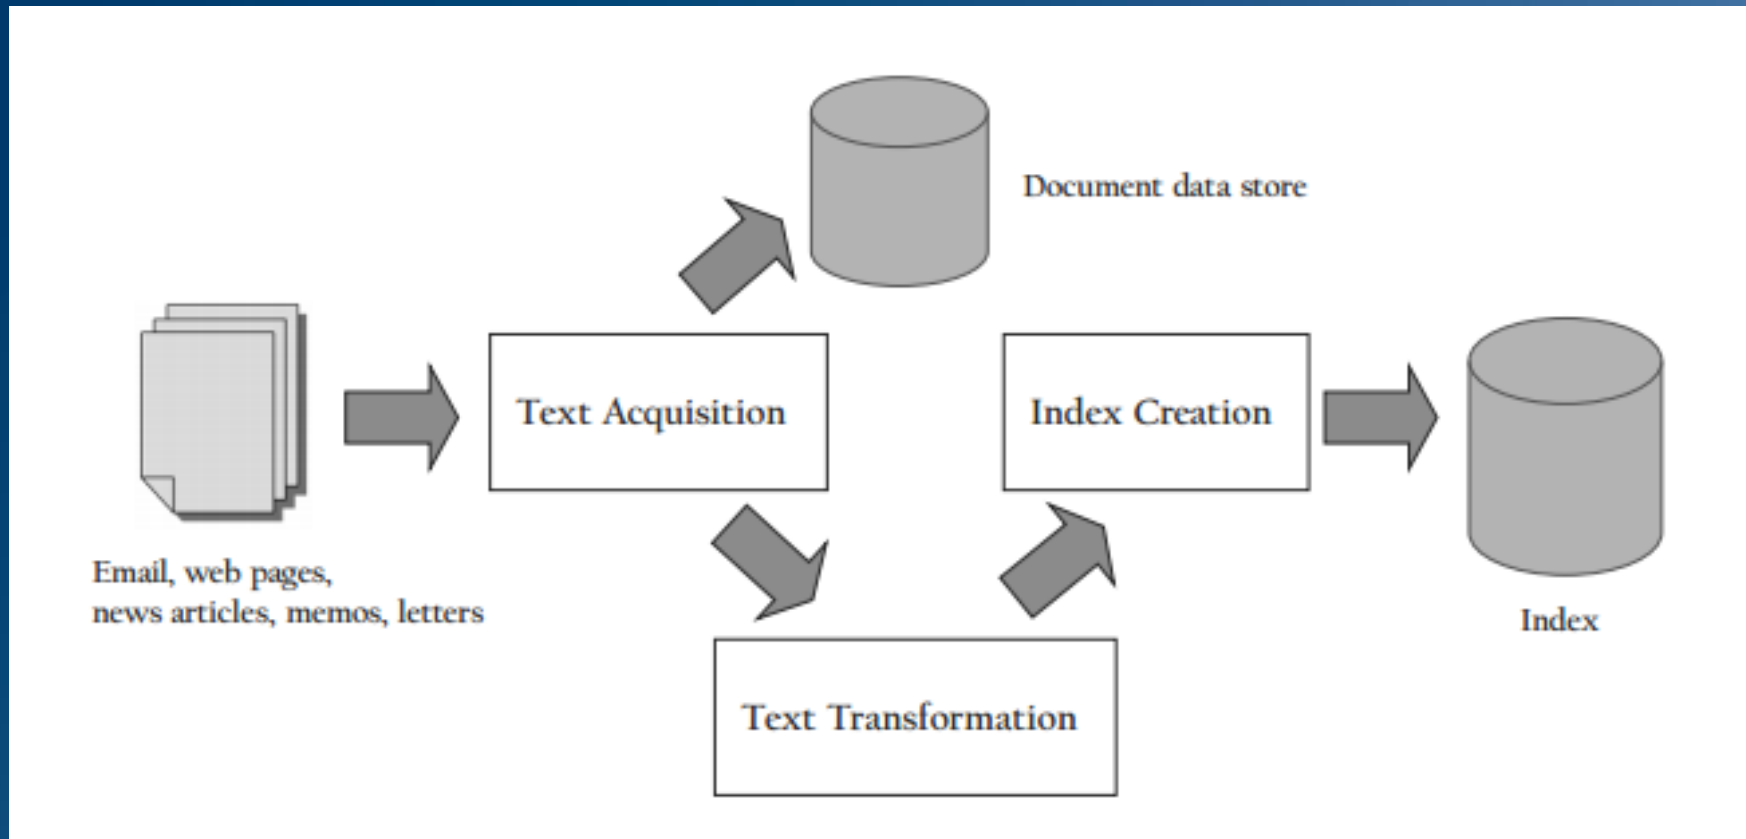 Document data store
Text Acquisition
Index Creation
Email, web pages,
news articles, memos, letters
Index
Text Transformation